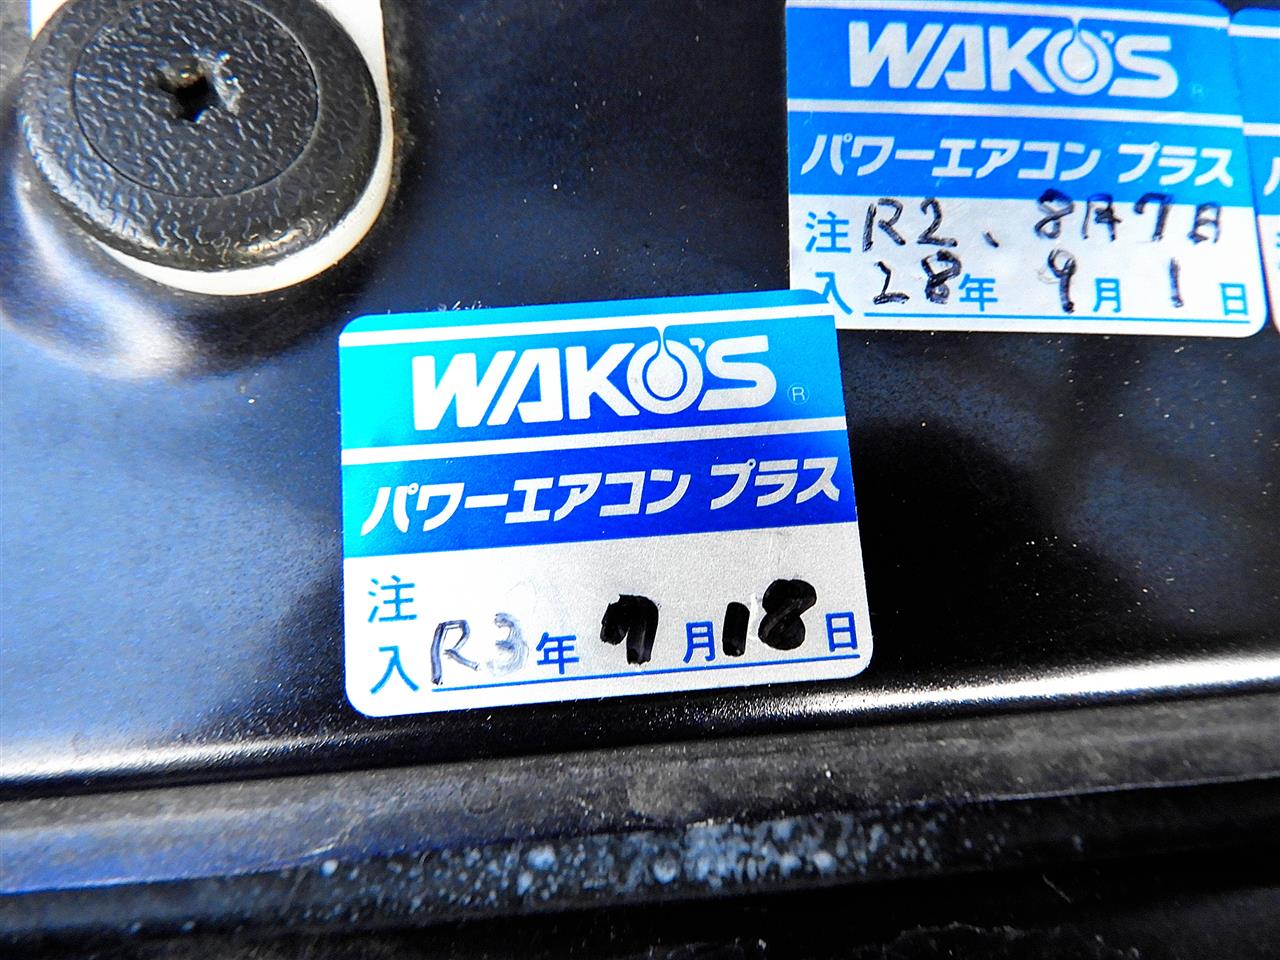 WAKO'S
パワーエアコン プラス
注 R2、8月7日
入 28年 9月 1日
WAKO'S ®
パワーエアコン プラス
注
入 R3年 7月18日